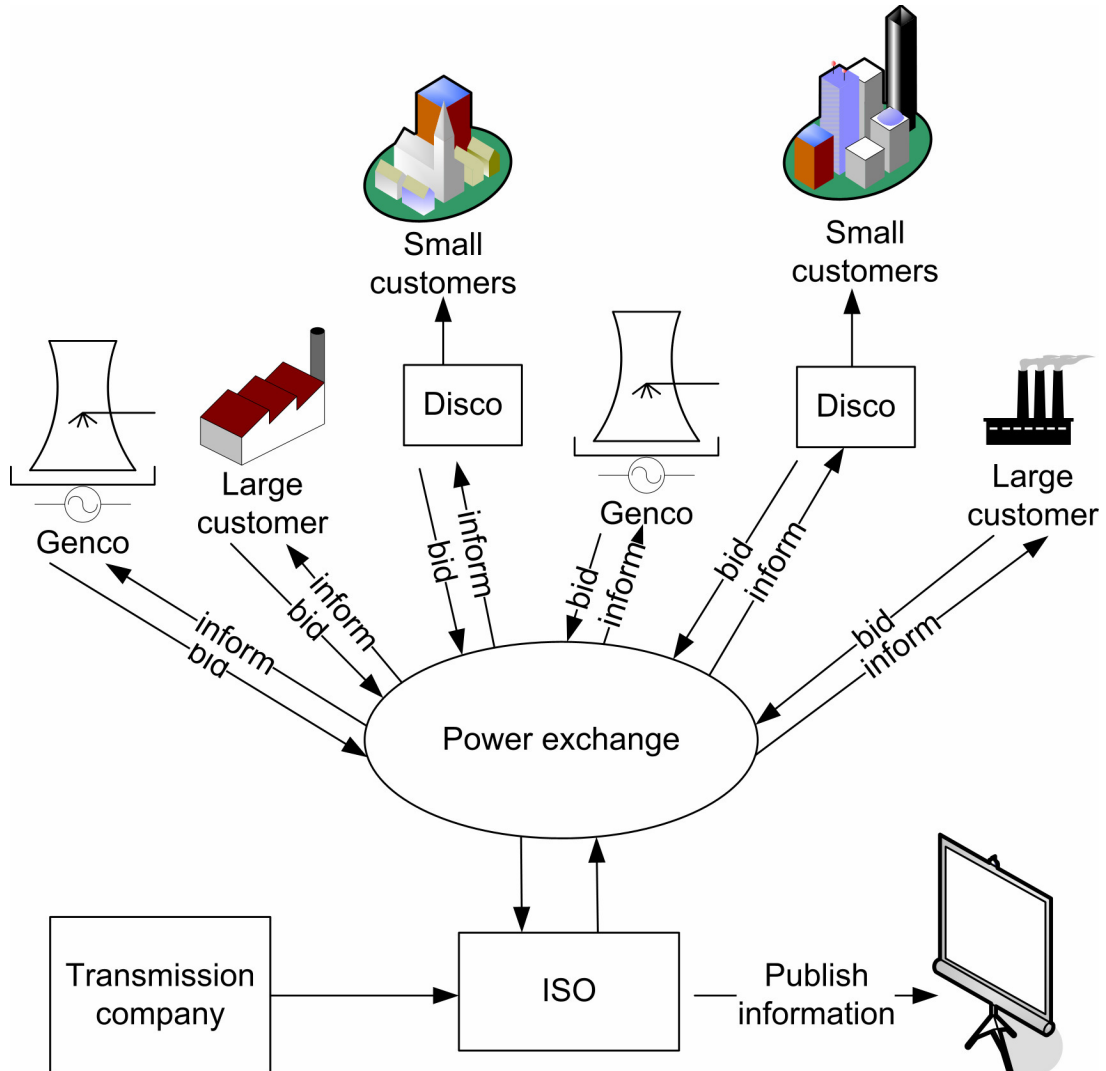 Small
customers
Small
customers
Disco
Disco
Large
customer
Genco
Genco
Large
customer
bid
inform
bid
inform
bid
inform
bid
inform
bid
inform
bid
inform
Power exchange
Transmission
company
ISO
Publish
information